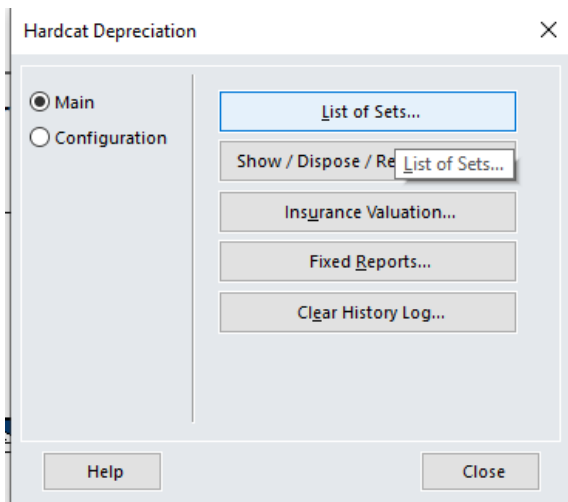 Hardcat Depreciation
Main
Configuration
List of Sets...
Show / Dispose / Re
List of Sets...
Insurance Valuation...
Fixed Reports...
Clear History Log...
Help
Close